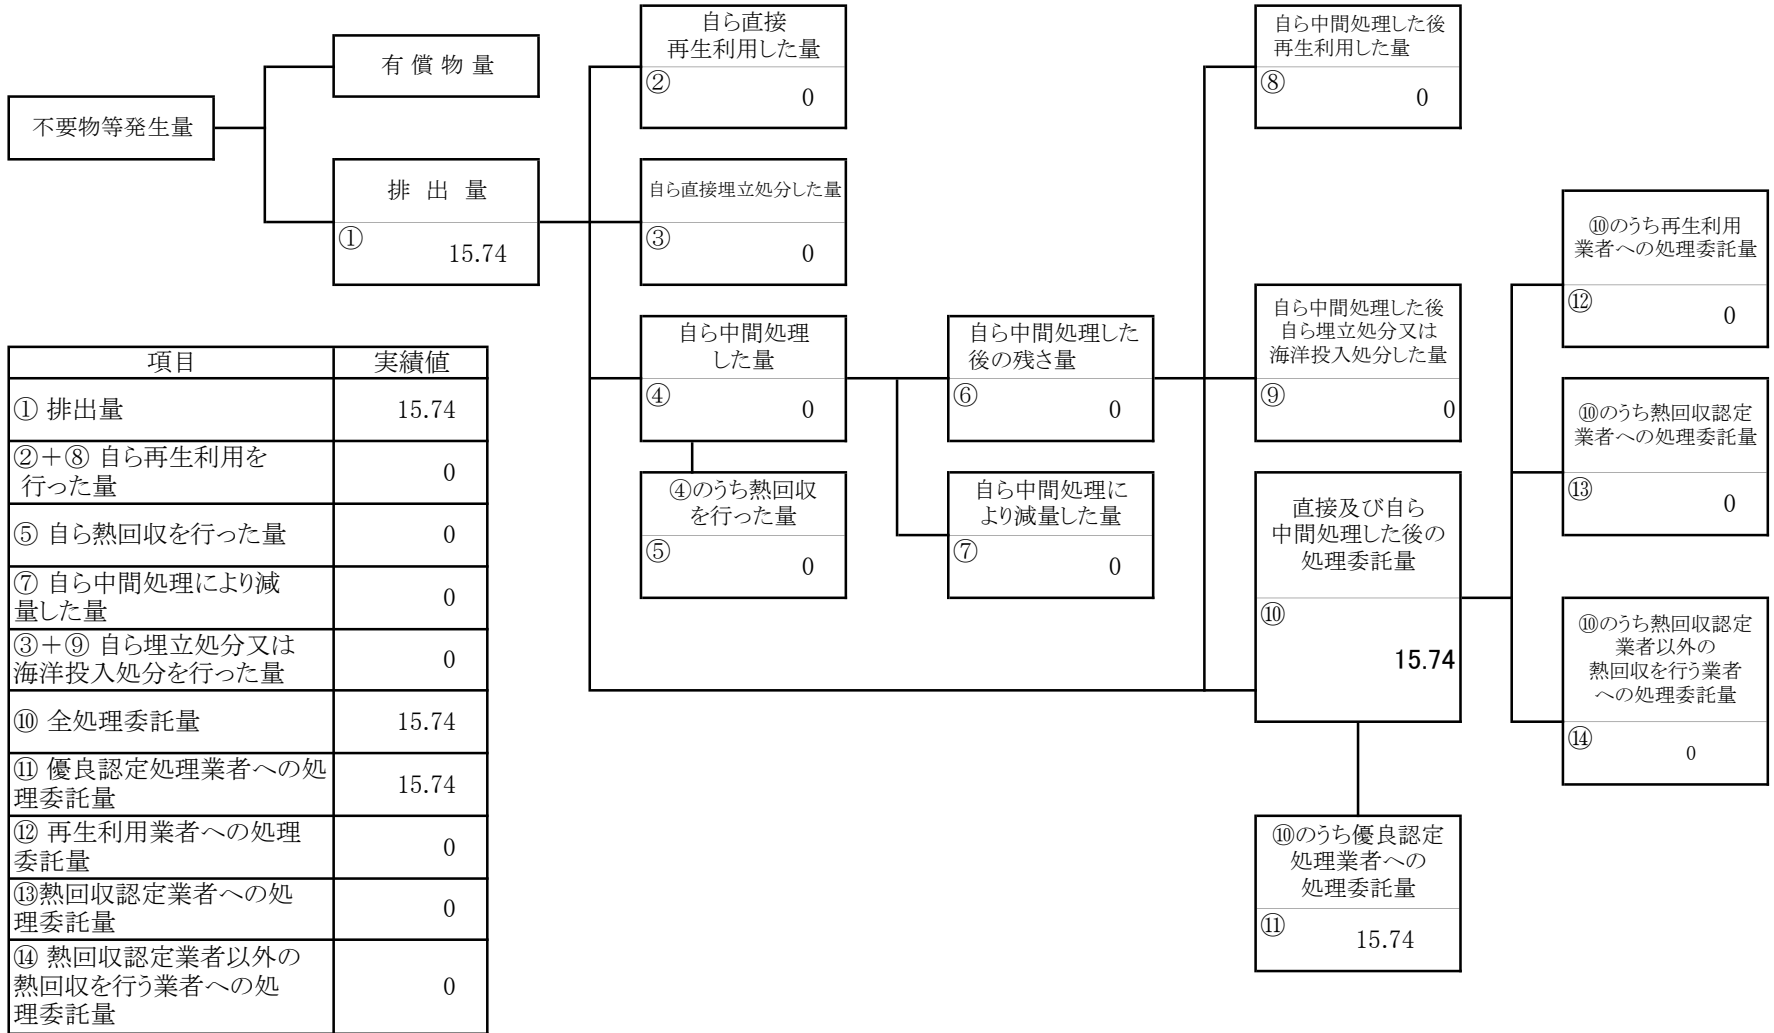 自ら直接
再生利用した量
②
0
自ら中間処理した後
再生利用した量
⑧
0
有 償 物 量
不要物等発生量
排 出 量
①
15.74
自ら直接埋立処分した量
③
0
⑩のうち再生利用
業者への処理委託量
⑫
0
自ら中間処理
した量
④
0
自ら中間処理した
後の残さ量
⑥
0
自ら中間処理した後
自ら埋立処分又は
海洋投入処分した量
⑨
0
⑩のうち熱回収認定
業者への処理委託量
⑬
0
④のうち熱回収
を行った量
⑤
0
自ら中間処理に
より減量した量
⑦
0
直接及び自ら
中間処理した後の
処理委託量
⑩
15.74
⑩のうち熱回収認定
業者以外の
熱回収を行う業者
への処理委託量
⑭
0
⑩のうち優良認定
処理業者への
処理委託量
⑪
15.74
項目 実績値
① 排出量 15.74
②＋⑧ 自ら再生利用を
行った量 0
⑤ 自ら熱回収を行った量 0
⑦ 自ら中間処理により減
量した量 0
③＋⑨ 自ら埋立処分又は
海洋投入処分を行った量 0
⑩ 全処理委託量 15.74
⑪ 優良認定処理業者への処
理委託量 15.74
⑫ 再生利用業者への処理
委託量 0
⑬熱回収認定業者への処
理委託量 0
⑭ 熱回収認定業者以外の
熱回収を行う業者への処
理委託量 0